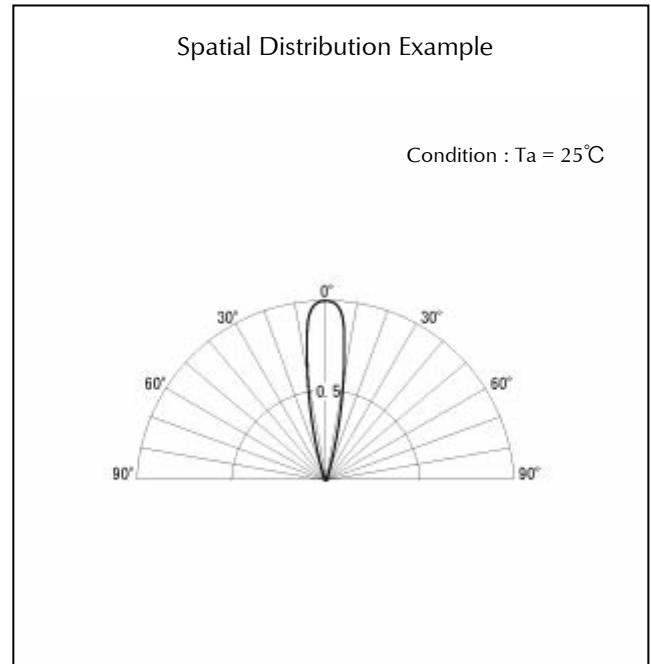 Spatial Distribution Example
Condition : Ta = 25℃
0°
30° 30°
60° 60°
0. 5
90° 90°